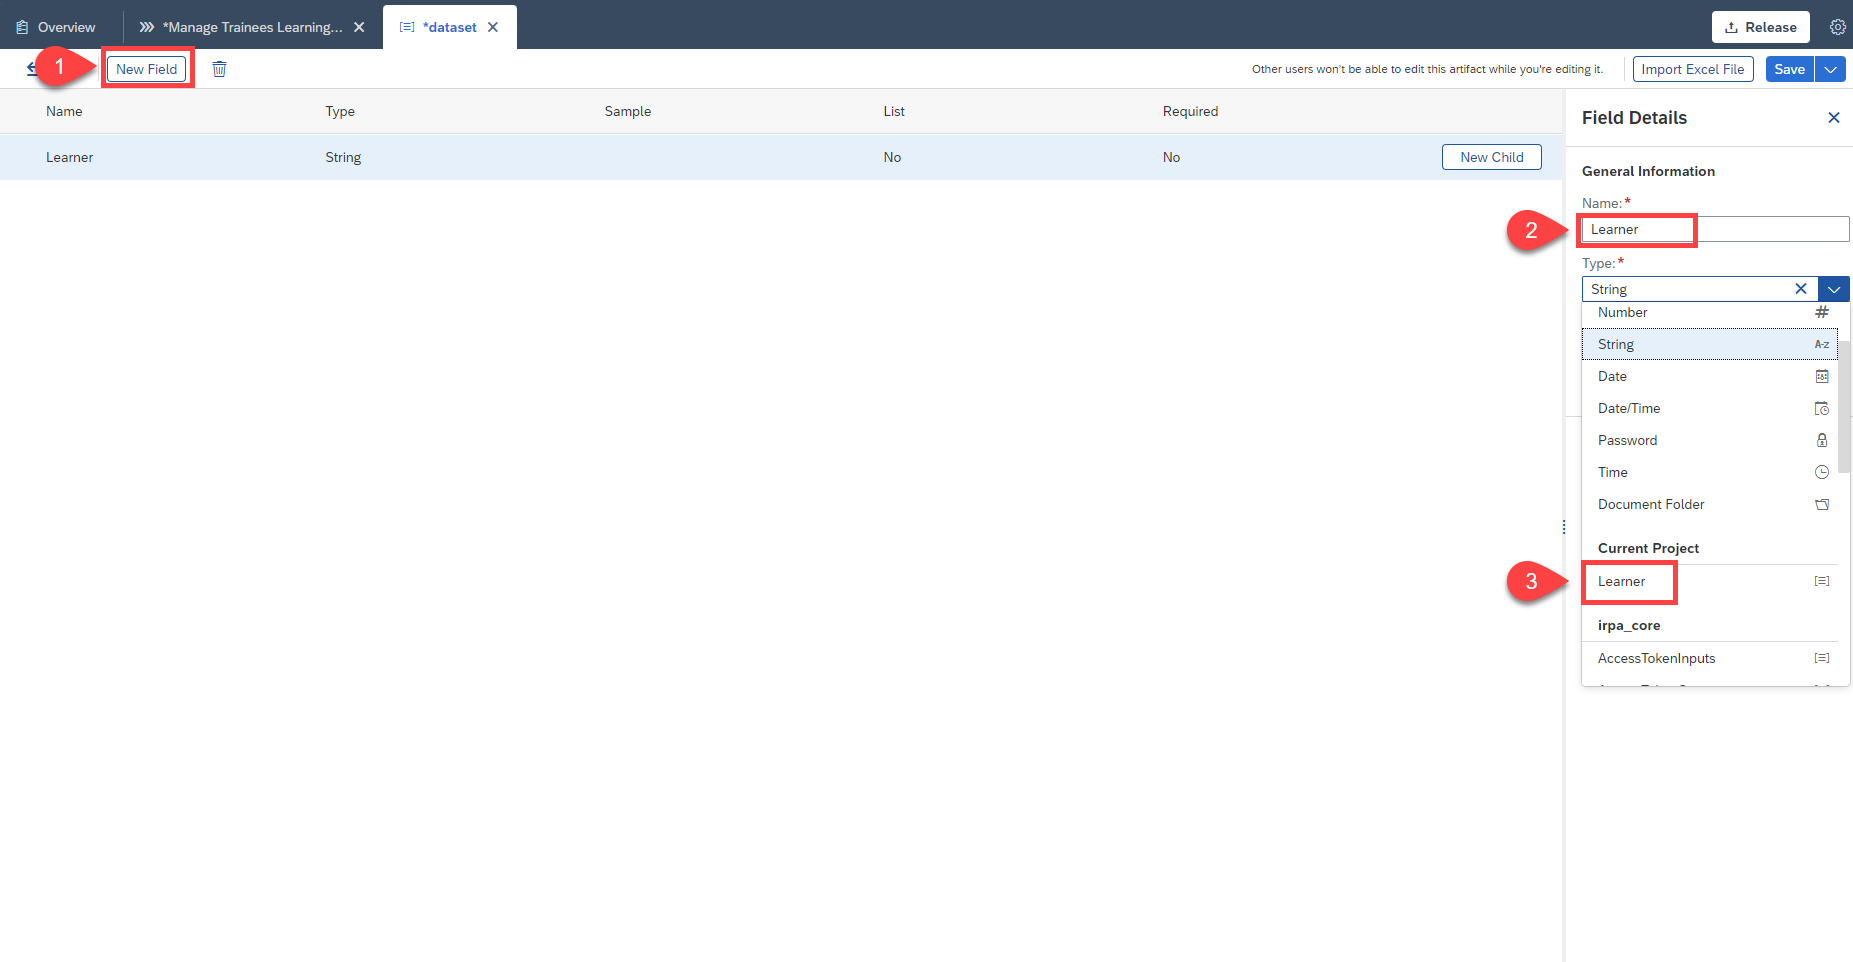 Overview
*Manage Trainees Learning...
*dataset
Release
1
New Field
Other users won't be able to edit this artifact while you're editing it.
Import Excel File
Save
Name Type Sample List Required
Learner String No No New Child
Field Details
General Information
Name:*
2
Learner
Type:*
String
Number
String
A-z
Date
Date/Time
Password
Time
Document Folder
Current Project
3
Learner
irpa_core
AccessTokenInputs